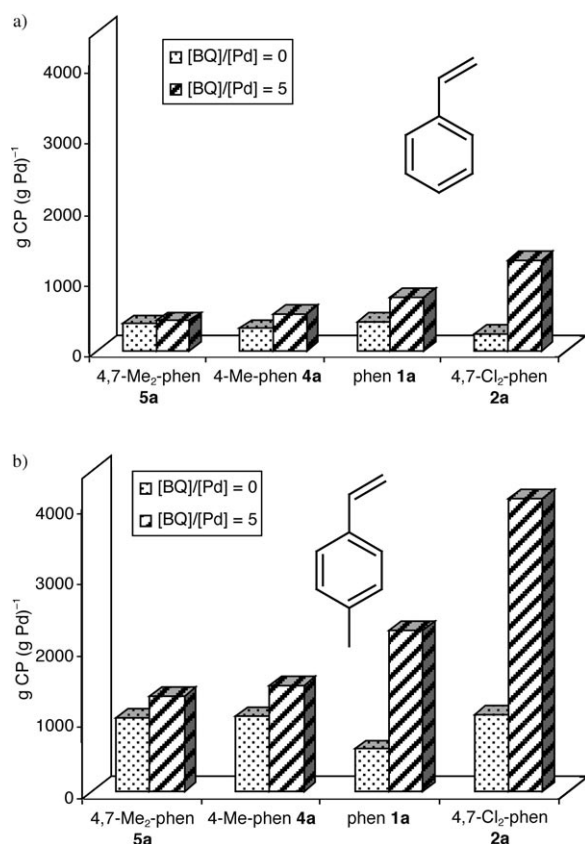 a)
[BQ]/[Pd] = 0
[BQ]/[Pd] = 5
g CP (g Pd)⁻¹
4000
3000
2000
1000
0
4,7-Me₂-phen 4-Me-phen 4a phen 1a 4,7-Cl₂-phen
5a 2a
b)
[BQ]/[Pd] = 0
[BQ]/[Pd] = 5
g CP (g Pd)⁻¹
4000
3000
2000
1000
0
4,7-Me₂-phen 4-Me-phen 4a phen 1a 4,7-Cl₂-phen
5a 2a